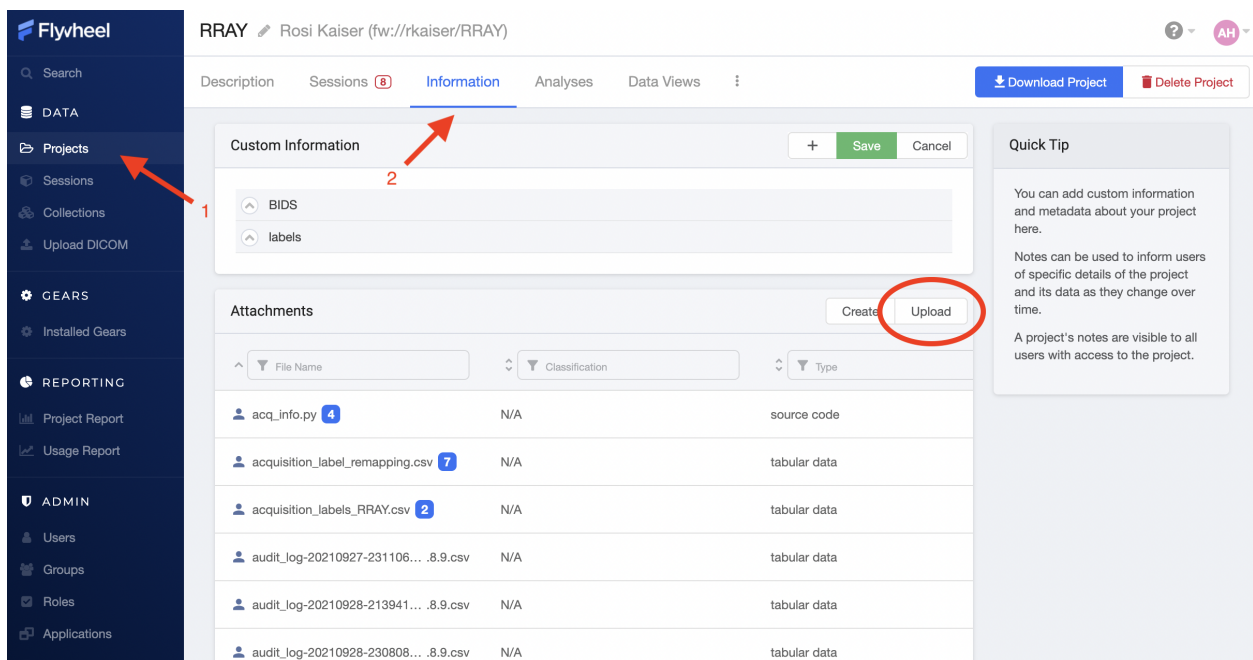 Flywheel
Search
DATA
Projects
Sessions
Collections
Upload DICOM
GEARS
Installed Gears
REPORTING
Project Report
Usage Report
ADMIN
Users
Groups
Roles
Applications
RRAY Rosi Kaiser (fw://rkaiser/RRAY)
? AH
Description Sessions 8 Information Analyses Data Views
Download Project Delete Project
1
2
Custom Information + Save Cancel
BIDS
labels
Attachments Create Upload
File Name Classification Type
acq_info.py 4 N/A source code
acquisition_label_remapping.csv 7 N/A tabular data
acquisition_labels_RRAY.csv 2 N/A tabular data
audit_log-20210927-231106... .8.9.csv N/A tabular data
audit_log-20210928-213941... .8.9.csv N/A tabular data
audit_log-20210928-230808... .8.9.csv N/A tabular data
Quick Tip
You can add custom information
and metadata about your project
here.
Notes can be used to inform users
of specific details of the project
and its data as they change over
time.
A project's notes are visible to all
users with access to the project.